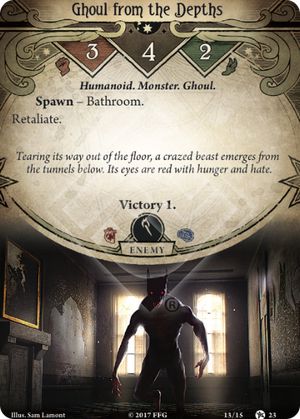 Ghoul from the Depths
3 4 2
Humanoid. Monster. Ghoul.
Spawn – Bathroom.
Retaliate.
Tearing its way out of the floor, a crazed beast emerges from
the tunnels below. Its eyes are red with hunger and hate.
Victory 1.
ENEMY
®
Illus. Sam Lamont © 2017 FFG 13/15 23